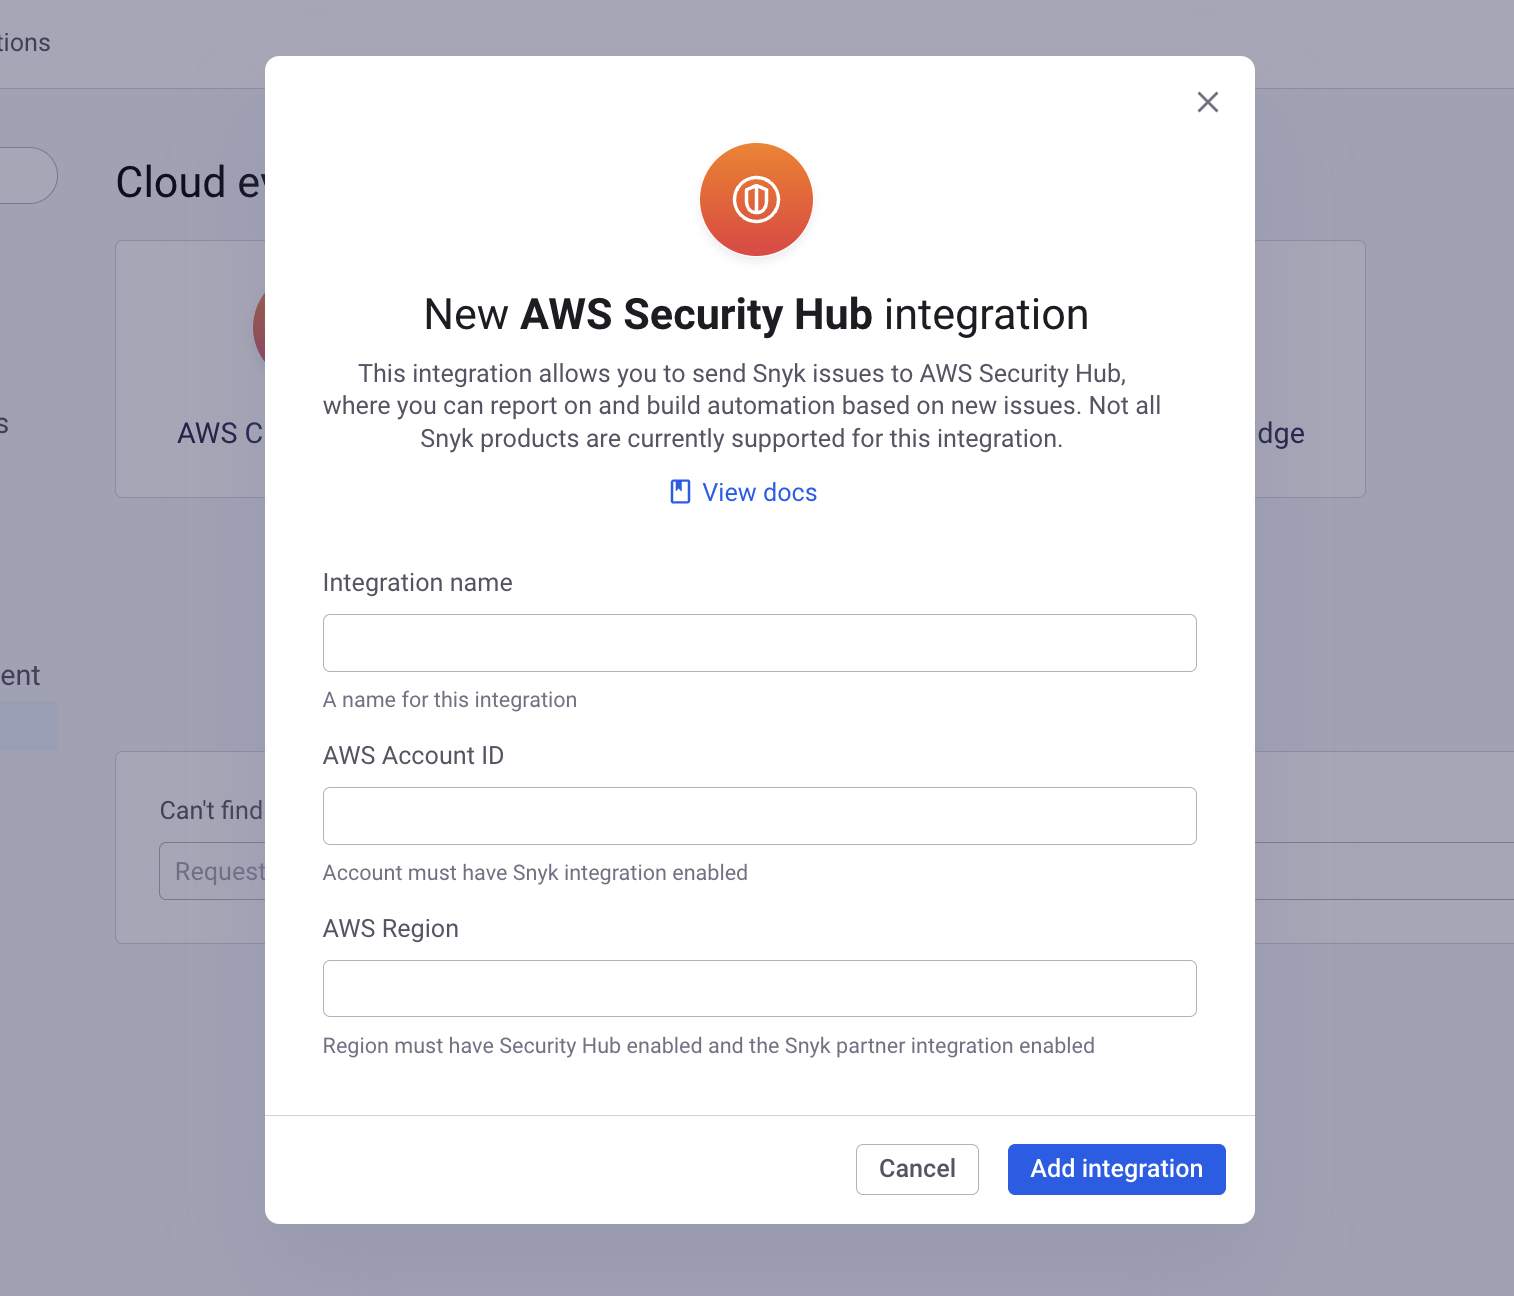 tions
Cloud ev
AWS C
dge
s
ent
Can't find
Request
New AWS Security Hub integration
This integration allows you to send Snyk issues to AWS Security Hub,
where you can report on and build automation based on new issues. Not all
Snyk products are currently supported for this integration.
View docs
Integration name
A name for this integration
AWS Account ID
Account must have Snyk integration enabled
AWS Region
Region must have Security Hub enabled and the Snyk partner integration enabled
Cancel
Add integration